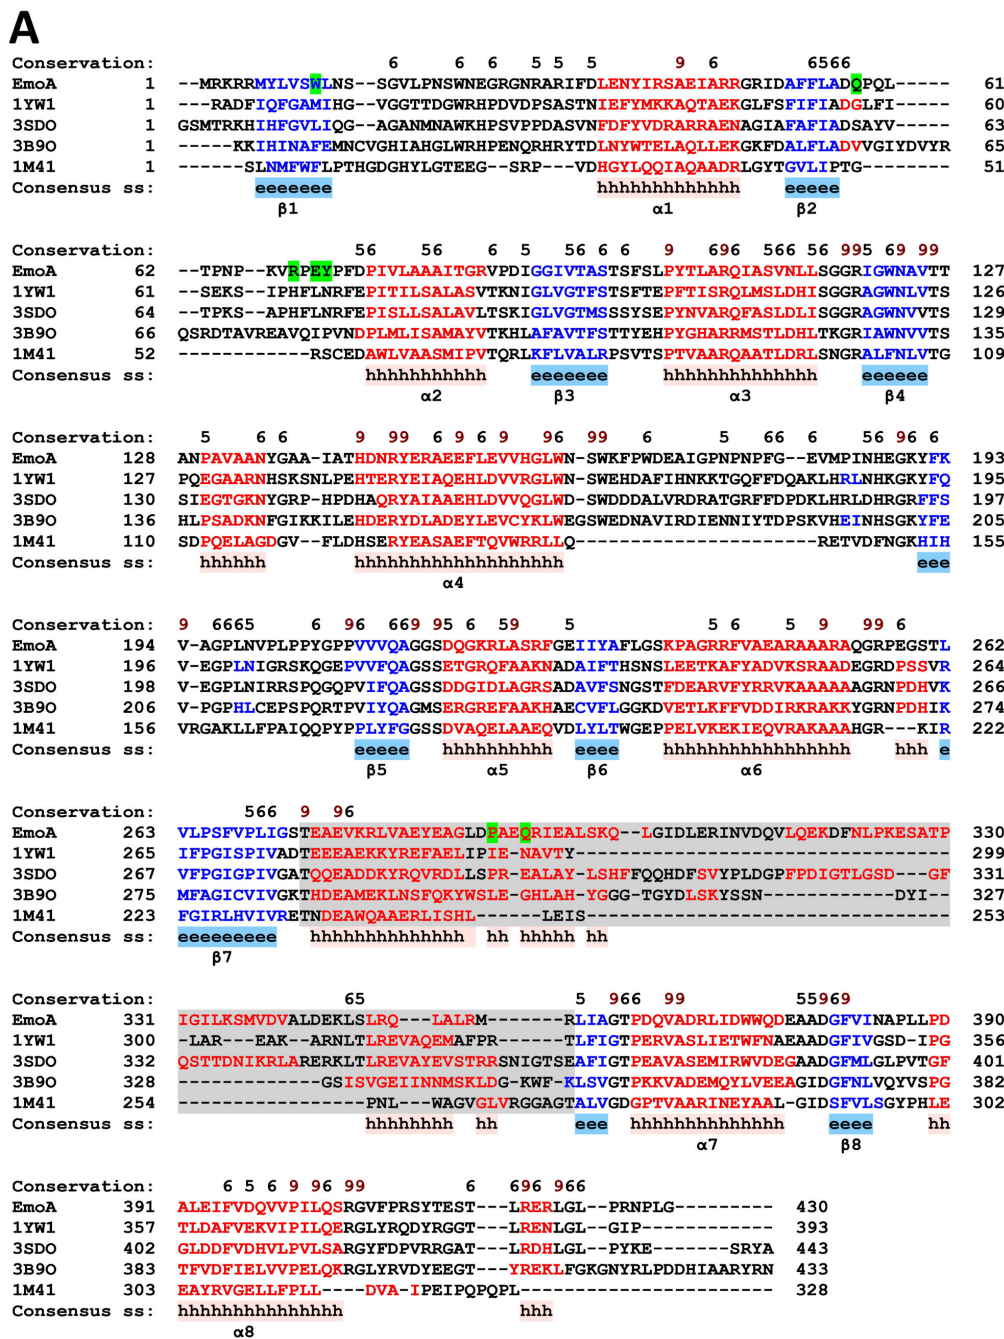 A
Conservation: 6 6 6 5 5 5 9 6 6566
EmoA 1 --MRKRRMYLVSWLNS--SGVLPNSWNEGRGNRARIFDLENYIRSAEIARRGRIDAFFLADQPQL----- 61
1YW1 1 ---RADFIQFGAMIHG--VGGTTDGWRHPDVDPSASTNIEFYMKKAQTAEKGLFSFIFIADGLFI----- 60
3SDO 1 GSMTRKHIHFGVLIQG--AGANMNAWKHPSVPPDASVNFDFYVDRARRAENAGIAFAFIADSAYV----- 63
3B9O 1 -----KKIHINAFEMNCVGHIAHGLWRHPENQRHRYTDLNYWTELAQLLEKGKFDALFLADVVGIYDVYR 65
1M41 1 ------SLNMFWFLPTHGDGHYLGTEEG--SRP--VDHGYLQQIAQAADRLGYTGVLIPTG-------- 51
Consensus ss: eeeeeee hhhhhhhhhhhhh eeeee
β1 α1 β2
Conservation: 56 56 6 5 6 6 9 696 566 56 995 69 99
EmoA 62 --TPNP--KVRPEYPFDPIVLAAAITGRVPDIGGIVTASTSFSLPYTLARQIASVNLLSGGRIGWNAVTT 127
1YW1 61 --SEKS--IPHFLNRFEPITILSALASVTKNIGLVGTFSTSFTEPFTISRQLMSLDHISGGRAGWNLVTS 126
3SDO 64 --TPKS--APHFLNRFEPISLLSALAVLTSKIGLVGTMSSSYSEPYNVARQFASLDLISGGRAGWNVVTS 129
3B9O 66 QSRDTAVREAVQIPVNDPLMLISAMAYVTKHLAFAVTFSTTYEHPYGHARRMSTLDHLTKGRIAWNVVTS 135
1M41 52 ------------RSCEDAWLVAASMIPVTQRLKFLVALRPSVTSPTVAARQAATLDRLSNGRALFNLVTG 109
Consensus ss: hhhhhhhhhhh eeeeeee hhhhhhhhhhhhhh eeeeee
α2 β3 α3 β4
Conservation: 5 6 6 9 99 6 9 6 9 96 99 6 5 66 6 56 96 6
EmoA 128 ANPAVAANYGAA-IATHDNRYERAEEFLEVVHGLWN-SWKFPWDEAIGPNPNPFG--EVMPINHEGKYFK 193
1YW1 127 PQEGAARNHSKSNLPEHTERYEIAQEHLDVVRGLWN-SWEHDAFIHNKKTGQFFDQAKLHRLNHKGKYFQ 195
3SDO 130 SIEGTGKNYGRP-HPDHAQRYAIAAEHLDVVQGLWD-SWDDDALVRDRATGRFFDPDKLHRLDHRGRFFS 197
3B9O 136 HLPSADKNFGIKKILEHDERYDLADEYLEVCYKLWEGSWEDNAVIRDIENNIYTDPSKVHEINHSGKYFE 205
1M41 110 SDPQELAGDGV--FLDHSERYEASAEFTQVWRRLLQ----------------------RETVDFNGKHIH 155
Consensus ss: hhhhhh hhhhhhhhhhhhhhhhhhh eee
α4
Conservation: 9 6665 6 96 669 95 59 5 5 6 5 9 99 6
EmoA 194 V-AGPLNVPLPPYGPPVVVQAGGSDQGKRLASRFGEIIYAFLGSKPAGRRFVAEARAAARAQGRPEGSTL 262
1YW1 196 V-EGPLNIGRSKQGEPVVFQAGSSETGRQFAAKNADAIFTHSNSLEETKAFYADVKSRAADEGRDPSSVR 264
3SDO 198 V-EGPLNIRRSPQGQPVIFQAGSSDDGIDLAGRSADAVFSNGSTFDEARVFYRRVKAAAAAAGRNPDHVK 266
3B9O 206 V-PGPHLCEPSPQRTPVIYQAGMSERGREFAAKHAECVFLGGKDVETLKFFVDDIRKRAKKYGRNPDHIK 274
1M41 156 VRGAKLLFPAIQQPYPPLYFGGSSDVAQELAAEQVDLYLTWGEPPELVKEKIEQVRAKAAAHGR---KIR 222
Consensus ss: eeeee hhhhhhhhhh eeee hhhhhhhhhhhhhhhhh hhh e
β5 α5 β6 α6
Conservation: 566 9 96
EmoA 263 VLPSFVPLIGSTEAEVKRLVAEYEAGLDPAEQRIEALSKQ--LGIDLERINVDQVLQEKDFNLPKESATP 330
1YW1 265 IFPGISPIVADTEEEAEKKYREFAELIPIE-NAVTY---------------------------------- 299
3SDO 267 VFPGIGPIVGATQQEADDKYRQVRDLLSPR-EALAY-LSHFFQQHDFSVYPLDGPFPDIGTLGSD---GF 331
3B9O 275 MFAGICVIVGKTHDEAMEKLNSFQKYWSLE-GHLAH-YGGG--TGYDLSKYSSN-----------DYI-- 327
1M41 223 FGIRLHVIVRETNDEAWQAAERLISHL------LEIS--------------------------------- 253
Consensus ss: eeeeeeeee hhhhhhhhhhhhhhh hh hhhhh hh
β7
Conservation: 65 5 966 99 55969
EmoA 331 IGILKSMVDVALDEKLSLRQ---LALRM-------RLIAGTPDQVADRLIDWWQDEAADGFVINAPLLPD 390
1YW1 300 -LAR---EAK---ARNLTLREVAQEMAFPR-----TLFIGTPERVASLIETWFNAEAADGFIVGSD-IPG 356
3SDO 332 QSTTDNIKRLARERKLTLREVAYEVSTRRSNIGTSEAFIGTPEAVASEMIRWVDEGAADGFMLGLPVTGF 401
3B9O 328 -------------GSISVGEIINNMSKLDG-KWF-KLSVGTPKKVADEMQYLVEEAGIDGFNLVQYVSPG 382
1M41 254 -----------------PNL---WAGVGLVRGGAGTALVGDGPTVAARINEYAAL-GIDSFVLSGYPHLE 302
Consensus ss: hhhhhhhh hh eee hhhhhhhhhhhhhh eeee hh
α7 β8
Conservation: 6 5 6 9 96 99 6 696 966
EmoA 391 ALEIFVDQVVPILQSRGVFPRSYTEST---LRERLGL--PRNPLG------- 430
1YW1 357 TLDAFVEKVIPILQERGLYRQDYRGGT---LRENLGL--GIP---------- 393
3SDO 402 GLDDFVDHVLPVLSARGYFDPVRRGAT---LRDHLGL--PYKE-----SRYA 443
3B9O 383 TFVDFIELVVPELQKRGLYRVDYEEGT---YREKLFGKGNYRLPDDHIAARYRN 433
1M41 303 EAYRVGELLFPLL----DVA-IPEIPQPQPL---------------- 328
Consensus ss: hhhhhhhhhhhhhhh hhh
α8